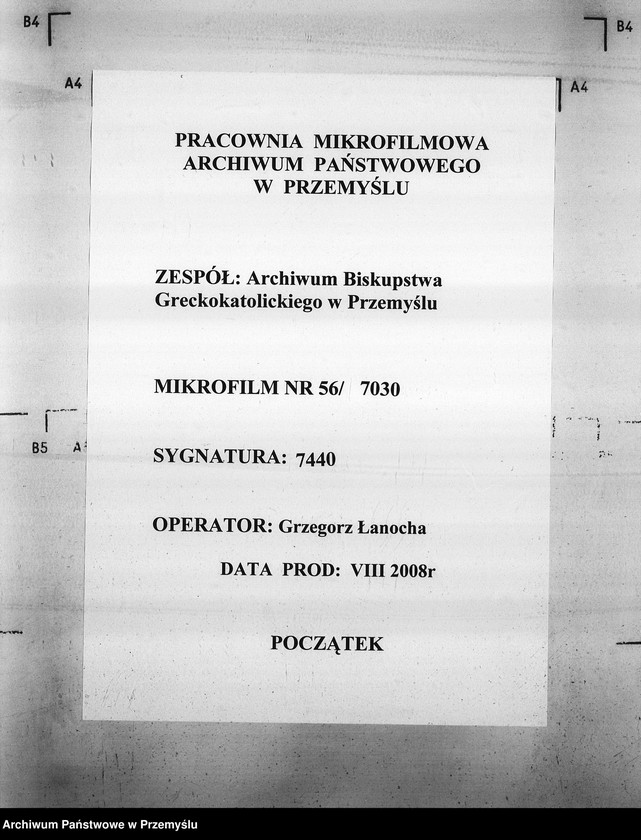 B4
B4
A4
A4
PRACOWNIA MIKROFILMOWA
ARCHIWUM PAŃSTWOWEGO
W PRZEMYŚLU
ZESPÓŁ: Archiwum Biskupstwa
Greckokatolickiego w Przemyślu
MIKROFILM NR 56/ 7030
B5 A
SYGNATURA: 7440
OPERATOR: Grzegorz Łanocha
DATA PROD: VIII 2008r
POCZĄTEK
Archiwum Państwowe w Przemyślu